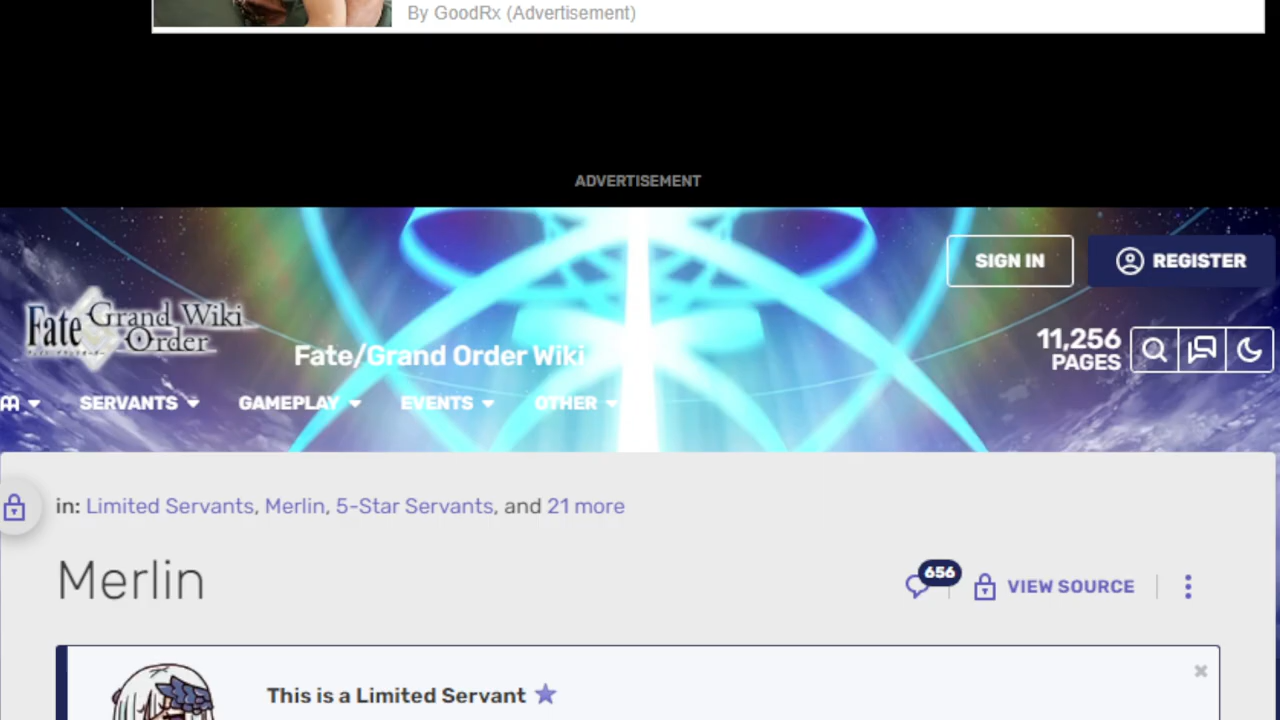 By GoodRx (Advertisement)
ADVERTISEMENT
SIGN IN
REGISTER
Fate Grand Wiki
Order
Fate/Grand Order Wiki
11,256
PAGES
SERVANTS
GAMEPLAY
EVENTS
OTHER
in: Limited Servants, Merlin, 5-Star Servants, and 21 more
Merlin
656
VIEW SOURCE
This is a Limited Servant